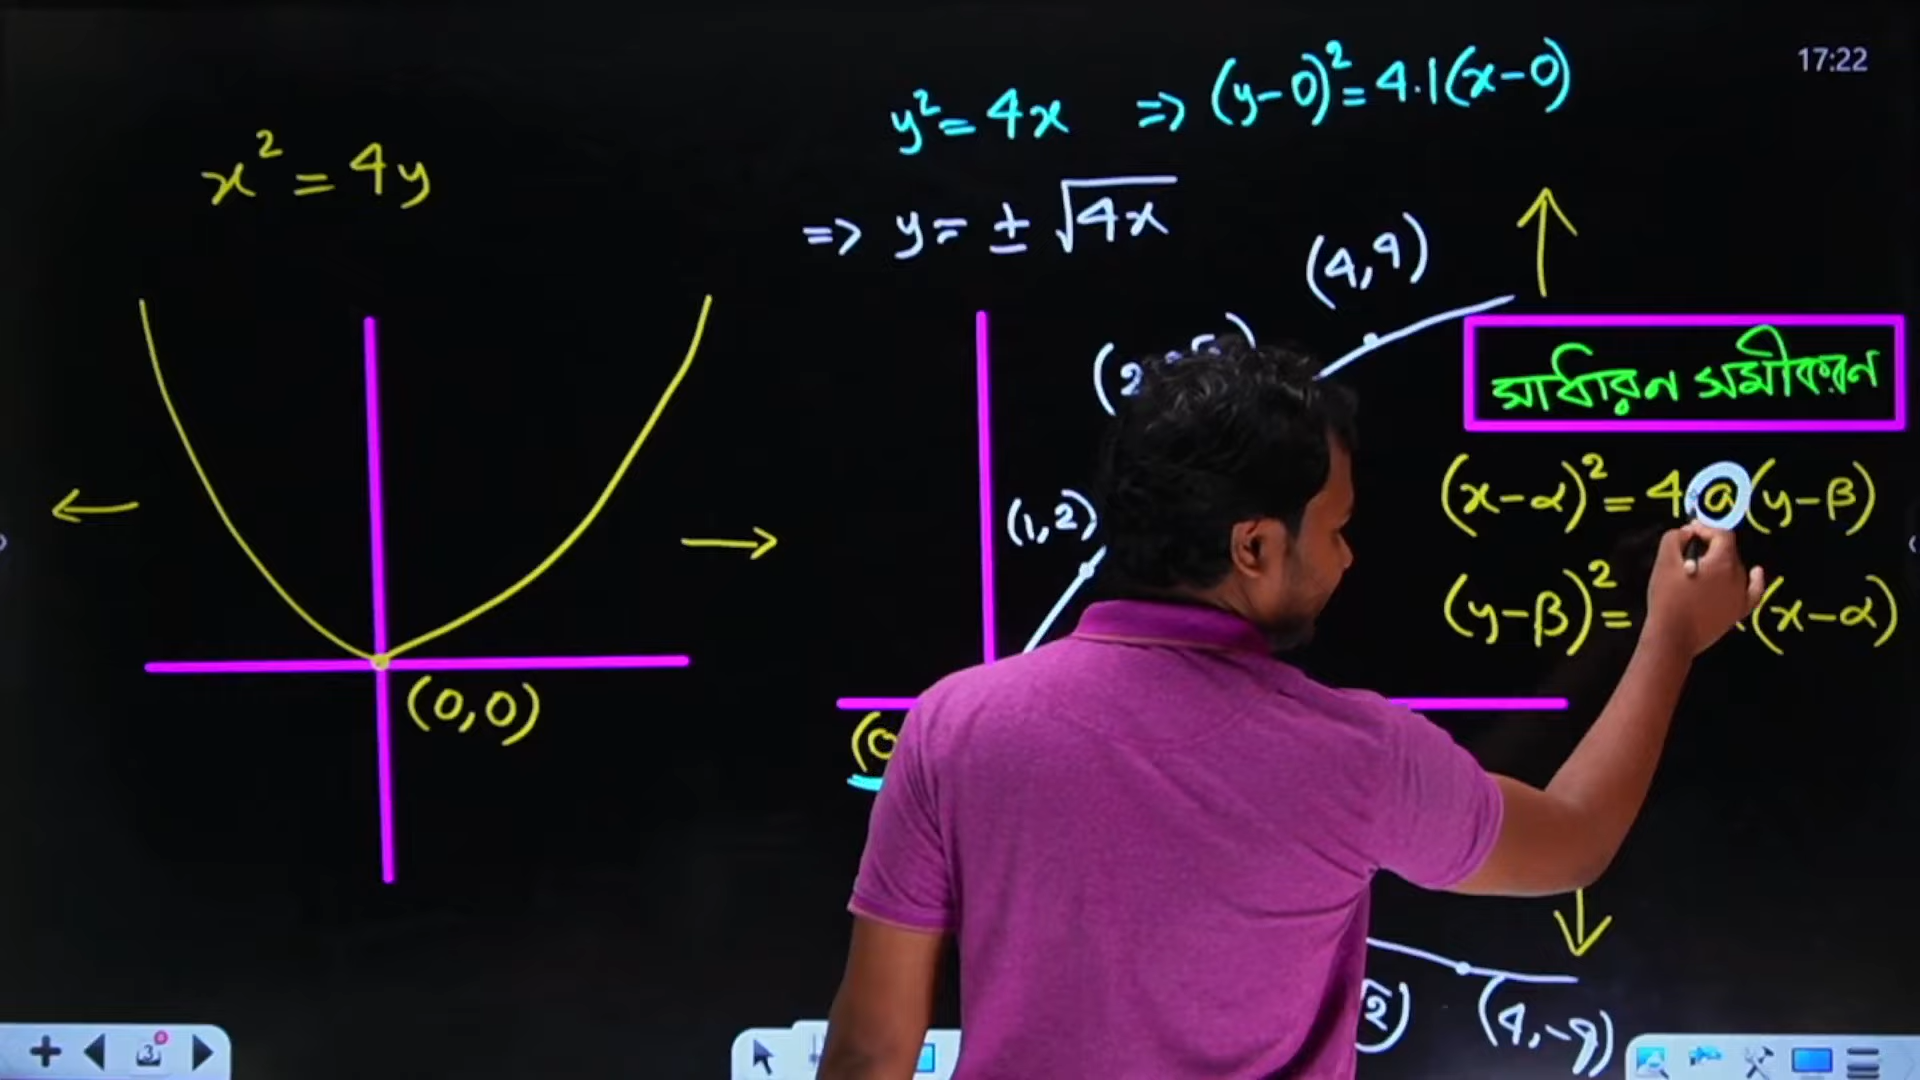 17:22
y² = 4x => (y-0)² = 4.1(x-0)
x² = 4y
=> y = ± √4x
(4,4)
সাধারন সমীকরন
(x-α)² = 4a(y-β)
(1,2)
(y-β)² = (x-α)
(0,0)
(4,-4)
3